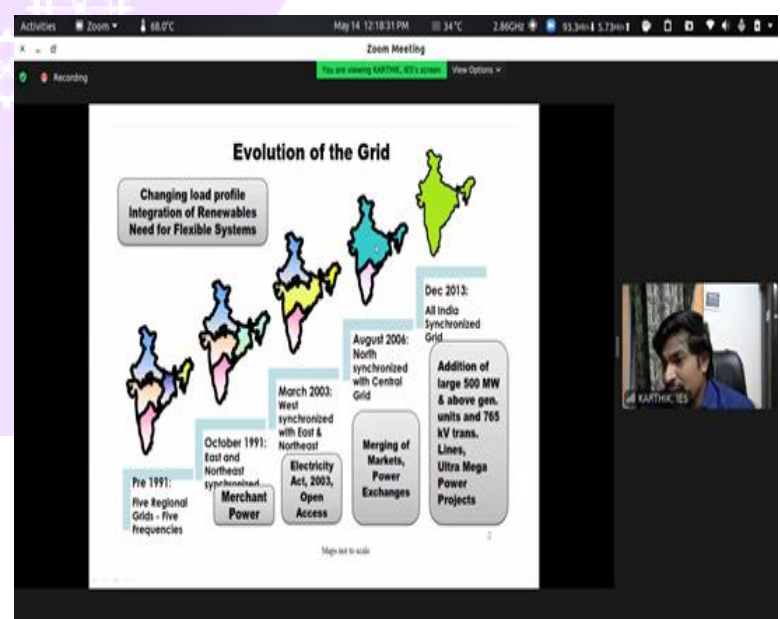 Activities
Zoom
68.0°C
May 14 12:18:31 PM
34°C
2.86GHz
Zoom Meeting
Recording
You are viewing KARTHIK, IES's screen
View Options
Evolution of the Grid
Changing load profile
Integration of Renewables
Need for Flexible Systems
Pre 1991:
Five Regional
Grids - Five
frequencies
October 1991:
East and
Northeast
synchronized
Merchant
Power
March 2003:
West
synchronized
with East &
Northeast
Electricity
Act, 2003,
Open
Access
August 2006:
North
synchronized
with Central
Grid
Merging of
Markets,
Power
Exchanges
Dec 2013:
All India
Synchronized
Grid
Addition of
large 500 MW
& above gen.
units and 765
kV trans.
Lines,
Ultra Mega
Power
Projects
Maps not to scale
2
KARTHIK, IES